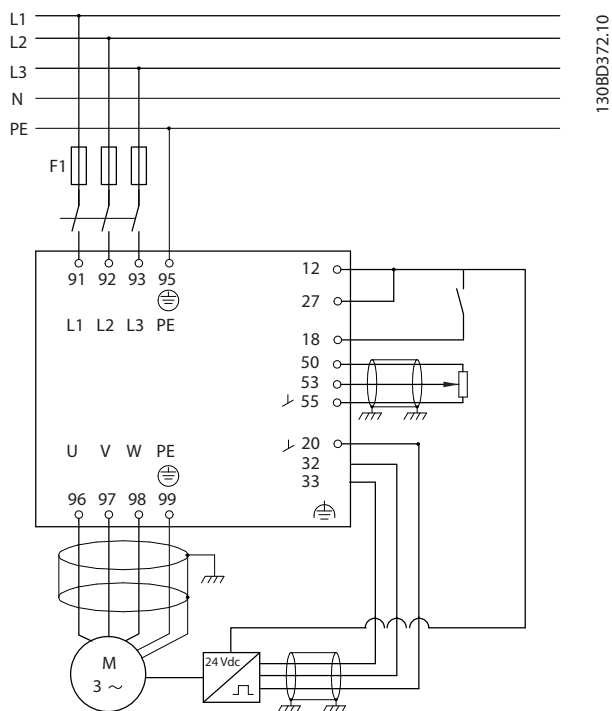 L1
L2
L3
N
PE
130BD372.10
F1
91 92 93 95
L1 L2 L3 PE
12
27
18
50
53
55
20
32
33
U V W PE
96 97 98 99
M
3 ~
24 Vdc